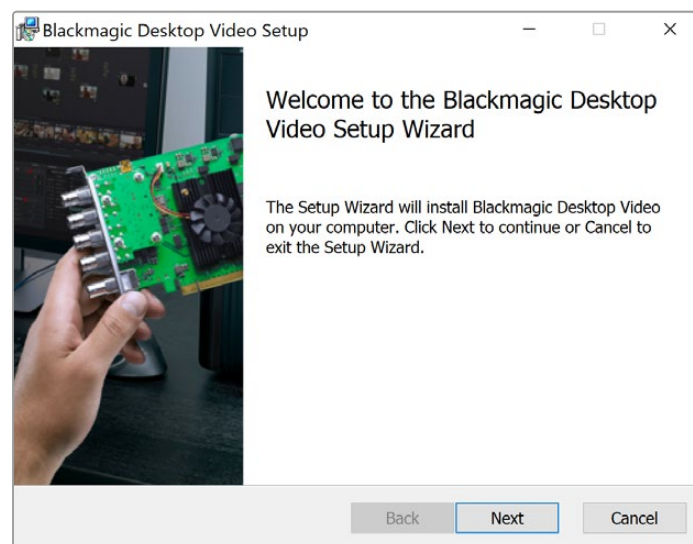 Blackmagic Desktop Video Setup
Welcome to the Blackmagic Desktop
Video Setup Wizard
The Setup Wizard will install Blackmagic Desktop Video
on your computer. Click Next to continue or Cancel to
exit the Setup Wizard.
Back
Next
Cancel